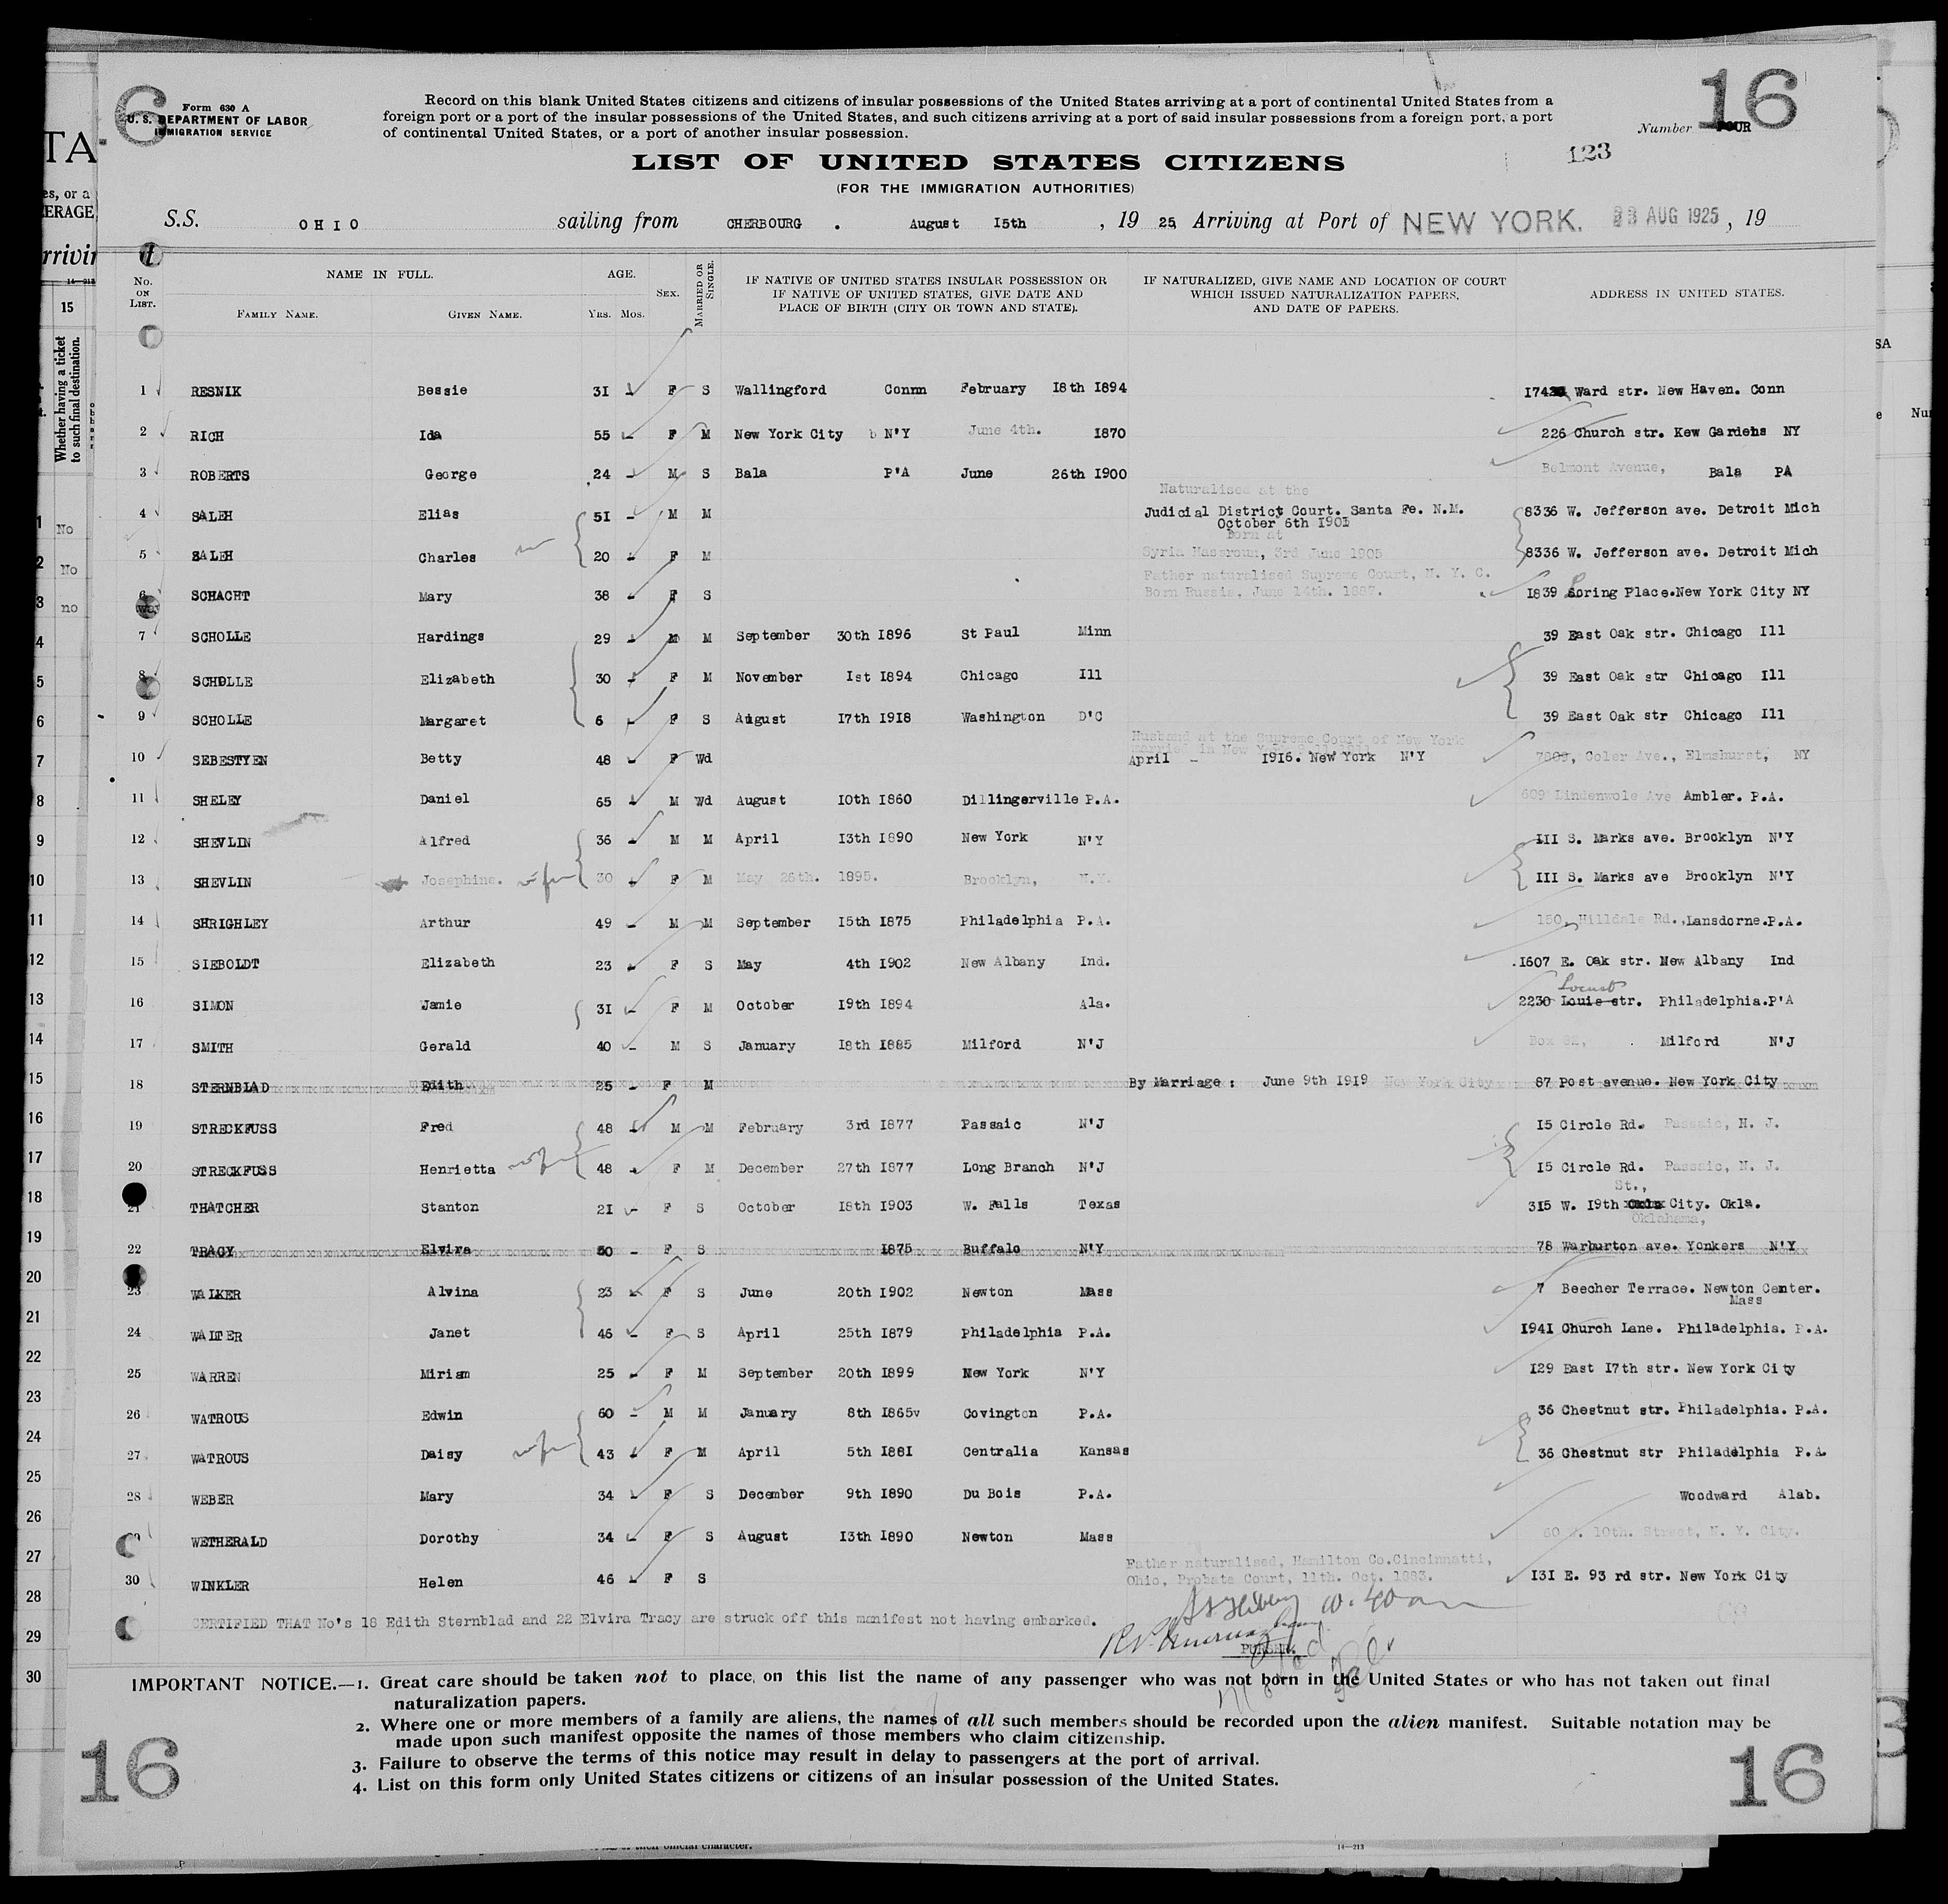 16
Form 630 A
U. S. DEPARTMENT OF LABOR
IMMIGRATION SERVICE
Record on this blank United States citizens and citizens of insular possessions of the United States arriving at a port of continental United States from a
foreign port or a port of the insular possessions of the United States, and such citizens arriving at a port of said insular possessions from a foreign port, a port
of continental United States, or a port of another insular possession.
Number FOUR
123
LIST OF UNITED STATES CITIZENS
(FOR THE IMMIGRATION AUTHORITIES)
S.S. OHIO sailing from CHERBOURG . August 15th , 19 25 Arriving at Port of NEW YORK. AUG 1925 , 19
No. ON LIST.
NAME IN FULL.
FAMILY NAME. GIVEN NAME.
AGE.
YRS. MOS.
SEX.
MARRIED OR SINGLE.
IF NATIVE OF UNITED STATES INSULAR POSSESSION OR
IF NATIVE OF UNITED STATES, GIVE DATE AND
PLACE OF BIRTH (CITY OR TOWN AND STATE).
IF NATURALIZED, GIVE NAME AND LOCATION OF COURT
WHICH ISSUED NATURALIZATION PAPERS,
AND DATE OF PAPERS.
ADDRESS IN UNITED STATES.
1 RESNIK Bessie 31 F S Wallingford Connn February 18th 1894 Ward str. New Haven. Conn
2 RICH Ida 55 F M New York City N'Y June 4th. 1870 226 Church str. Kew Gardens NY
3 ROBERTS George 24 M S Bala P'A June 26th 1900 Belmont Avenue, Bala PA
Naturalised at the
4 SALEH Elias 51 M M Judicial District Court. Santa Fe. N.M. 8336 W. Jefferson ave. Detroit Mich
October 6th 1901
Born at
5 SALEH Charles 20 F M Syria Hasroun, 3rd June 1905 8336 W. Jefferson ave. Detroit Mich
Father naturalised Supreme Court, N. Y. C.
6 SCHACHT Mary 38 F S Born Russia, June 14th. 1887. 1839 Loring Place.New York City NY
7 SCHOLLE Hardings 29 M M September 30th 1896 St Paul Minn 39 East Oak str. Chicago Ill
8 SCHOLLE Elizabeth 30 F M November 1st 1894 Chicago Ill 39 East Oak str Chicago Ill
9 SCHOLLE Margaret 6 F S August 17th 1918 Washington D'C 39 East Oak str Chicago Ill
Husband at the Supreme Court of New York
married in New York
10 SEBESTYEN Betty 48 F Wd April - 1916. New York N'Y Coler Ave., Elmshurst, NY
11 SHELEY Daniel 65 M Wd August 10th 1860 Dillingerville P.A. 609 Lindenwole Ave Ambler. P.A.
12 SHEVLIN Alfred 36 M M April 13th 1890 New York N'Y III S. Marks ave. Brooklyn N'Y
13 SHEVLIN Josephine. wife 30 F M May 26th. 1895. Brooklyn, N.Y. III S. Marks ave Brooklyn N'Y
14 SHRIGHLEY Arthur 49 M M September 15th 1875 Philadelphia P.A. 150, Hilldale Rd.,Lansdorne.P.A.
15 SIEBOLDT Elizabeth 23 F S May 4th 1902 New Albany Ind. 1607 E. Oak str. New Albany Ind
Locust
16 SIMON Jamie 31 F M October 19th 1894 Ala. 2230 Louis str. Philadelphia.P'A
17 SMITH Gerald 40 M S January 18th 1885 Milford N'J Box 82, Milford N'J
18 STERNBLAD Edith 25 F M By Marriage : June 9th 1919 New York City 87 Post avenue. New York City
19 STRECKFUSS Fred 48 M M February 3rd 1877 Passaic N'J 15 Circle Rd. Passaic, N. J.
20 STRECKFUSS Henrietta wife 48 F M December 27th 1877 Long Branch N'J 15 Circle Rd. Passaic, N. J.
St.,
21 THATCHER Stanton 21 F S October 18th 1903 W. Falls Texas 315 W. 19th City. Okla.
Oklahoma,
22 TRACY Elvira 50 F S 1875 Buffalo N'Y 78 Warburton ave. Yonkers N'Y
23 WALKER Alvina 23 F S June 20th 1902 Newton Mass 7 Beecher Terrace. Newton Center.
Mass
24 WALTER Janet 46 F S April 25th 1879 Philadelphia P.A. 1941 Church Lane. Philadelphia. P.A.
25 WARREN Miriam 25 F M September 20th 1899 New York N'Y 129 East 17th str. New York City
26 WATROUS Edwin 60 M M January 8th 1865v Covington P.A. 36 Chestnut str. Philadelphia. P.A.
27 WATROUS Daisy wife 43 F M April 5th 1881 Centralia Kansas 36 Chestnut str Philadelphia P.A.
28 WEBER Mary 34 F S December 9th 1890 Du Bois P.A. Woodward Alab.
29 WETHERALD Dorothy 34 F S August 13th 1890 Newton Mass 60 W. 10th. Street, N. Y. City.
Father naturalised, Hamilton Co.Cincinnatti,
30 WINKLER Helen 46 F S Ohio, Probate Court, 11th. Oct. 1883. 131 E. 93 rd str. New York City
CERTIFIED THAT No's 18 Edith Sternblad and 22 Elvira Tracy are struck off this manifest not having embarked.
PURSER.
IMPORTANT NOTICE.—1. Great care should be taken not to place on this list the name of any passenger who was not born in the United States or who has not taken out final
naturalization papers.
2. Where one or more members of a family are aliens, the names of all such members should be recorded upon the alien manifest. Suitable notation may be
made upon such manifest opposite the names of those members who claim citizenship.
3. Failure to observe the terms of this notice may result in delay to passengers at the port of arrival.
4. List on this form only United States citizens or citizens of an insular possession of the United States.
16
16